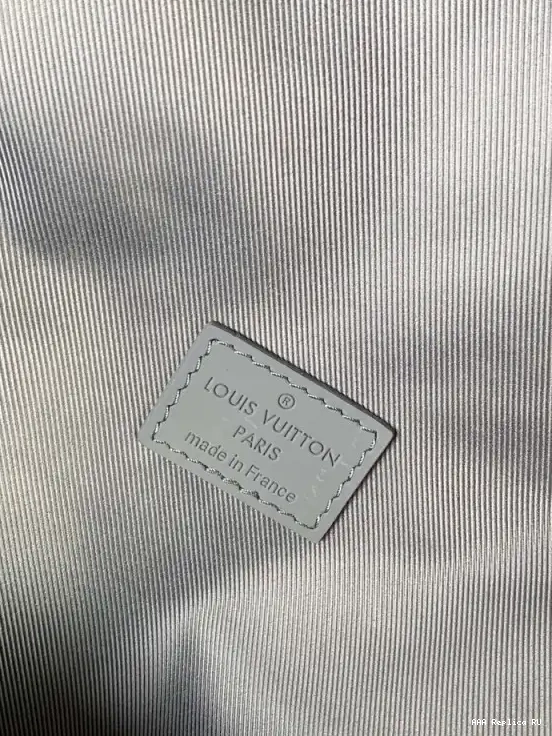 ®
LOUIS VUITTON
PARIS
made in France
AAA Replica RU